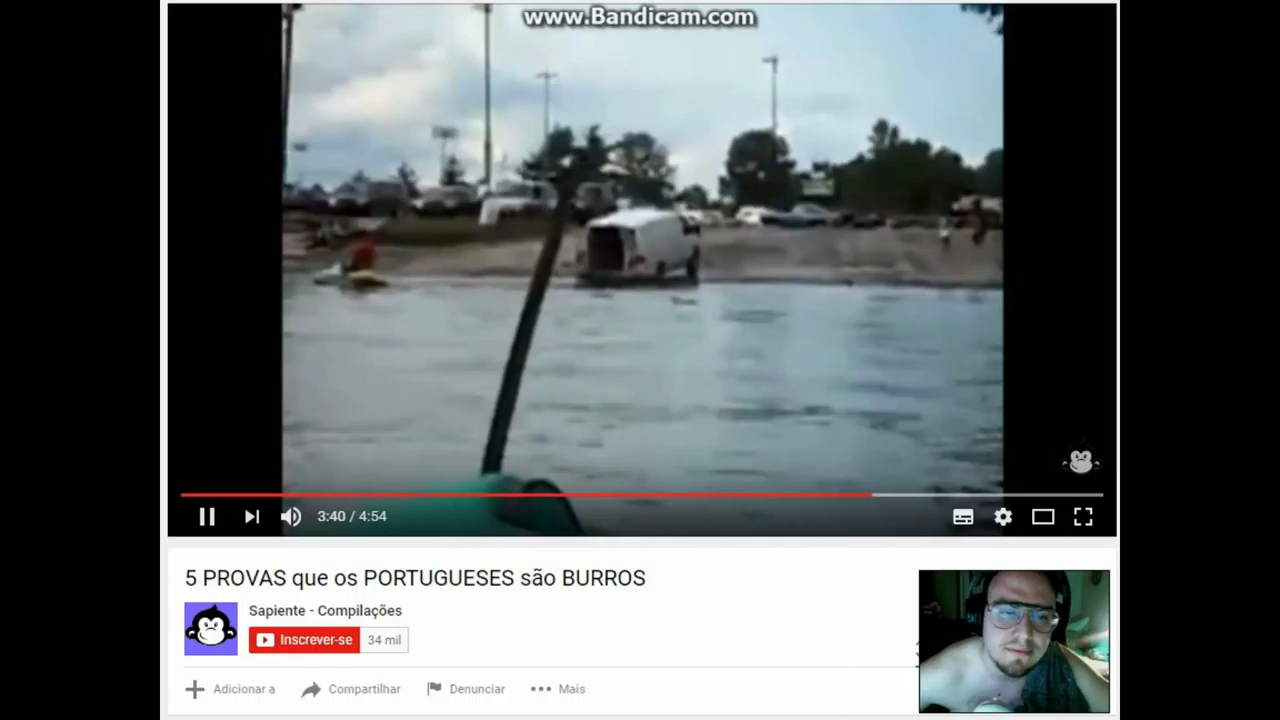 www.Bandicam.com
3:40 / 4:54
5 PROVAS que os PORTUGUESES são BURROS
Sapiente - Compilações
Inscrever-se 34 mil
Adicionar a Compartilhar Denunciar Mais